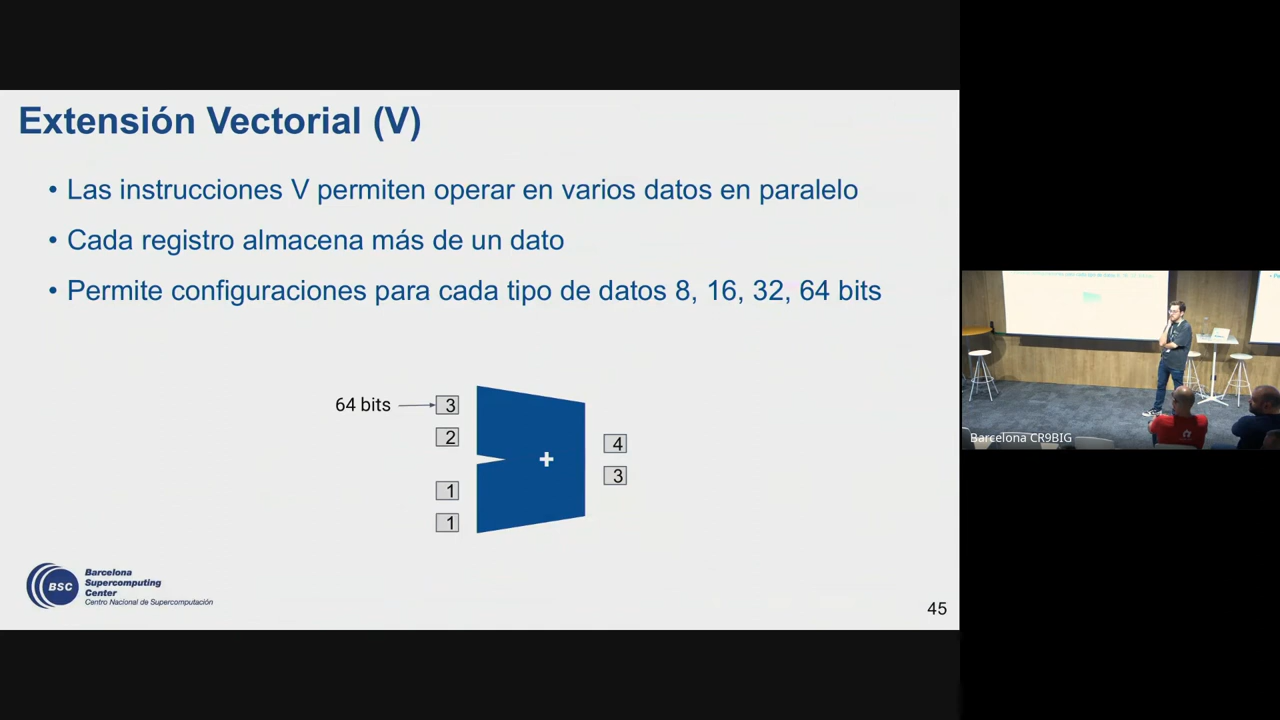 Extensión Vectorial (V)
• Las instrucciones V permiten operar en varios datos en paralelo
• Cada registro almacena más de un dato
• Permite configuraciones para cada tipo de datos 8, 16, 32, 64 bits
64 bits
3
2
1
1
+
4
3
BSC
Barcelona
Supercomputing
Center
Centro Nacional de Supercomputación
45
Barcelona CR9BIG